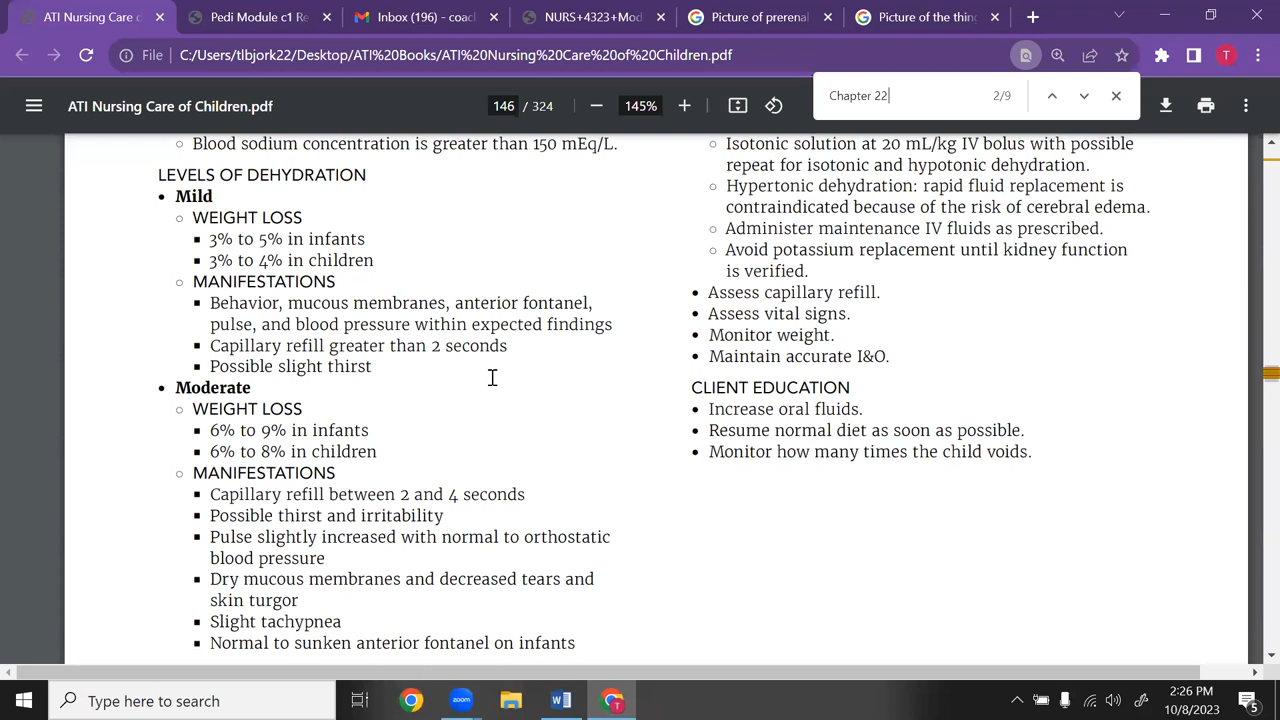 ATI Nursing Care of C
Pedi Module c1 Re
Inbox (196) - coac
NURS+4323+Mod
Picture of prerena
Picture of the thin
File
C:/Users/tlbjork22/Desktop/ATI%20Books/ATI%20Nursing%20Care%20of%20Children.pdf
T
Chapter 22
2/9
ATI Nursing Care of Children.pdf
146 / 324
145%
Blood sodium concentration is greater than 150 mEq/L.
LEVELS OF DEHYDRATION
• Mild
WEIGHT LOSS
3% to 5% in infants
3% to 4% in children
MANIFESTATIONS
Behavior, mucous membranes, anterior fontanel,
pulse, and blood pressure within expected findings
Capillary refill greater than 2 seconds
Possible slight thirst
• Moderate
WEIGHT LOSS
6% to 9% in infants
6% to 8% in children
MANIFESTATIONS
Capillary refill between 2 and 4 seconds
Possible thirst and irritability
Pulse slightly increased with normal to orthostatic
blood pressure
Dry mucous membranes and decreased tears and
skin turgor
Slight tachypnea
Normal to sunken anterior fontanel on infants
Isotonic solution at 20 mL/kg IV bolus with possible
repeat for isotonic and hypotonic dehydration.
Hypertonic dehydration: rapid fluid replacement is
contraindicated because of the risk of cerebral edema.
Administer maintenance IV fluids as prescribed.
Avoid potassium replacement until kidney function
is verified.
• Assess capillary refill.
• Assess vital signs.
• Monitor weight.
• Maintain accurate I&O.
CLIENT EDUCATION
• Increase oral fluids.
• Resume normal diet as soon as possible.
• Monitor how many times the child voids.
Type here to search
zoom
2:26 PM
10/8/2023
5